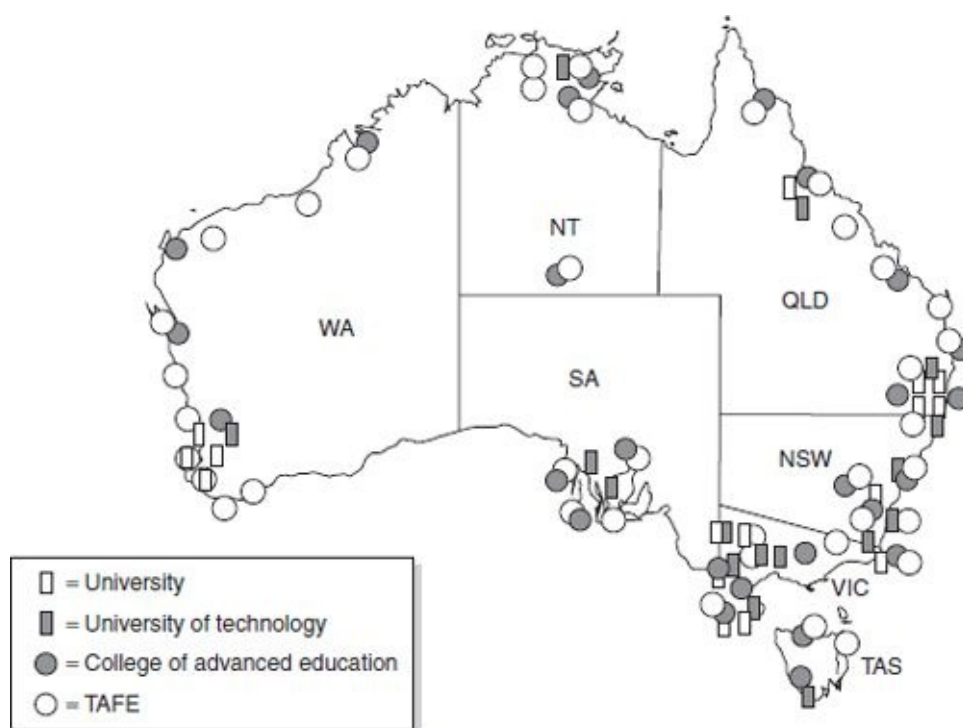 NT
QLD
WA
SA
NSW
VIC
TAS
= University
= University of technology
= College of advanced education
= TAFE